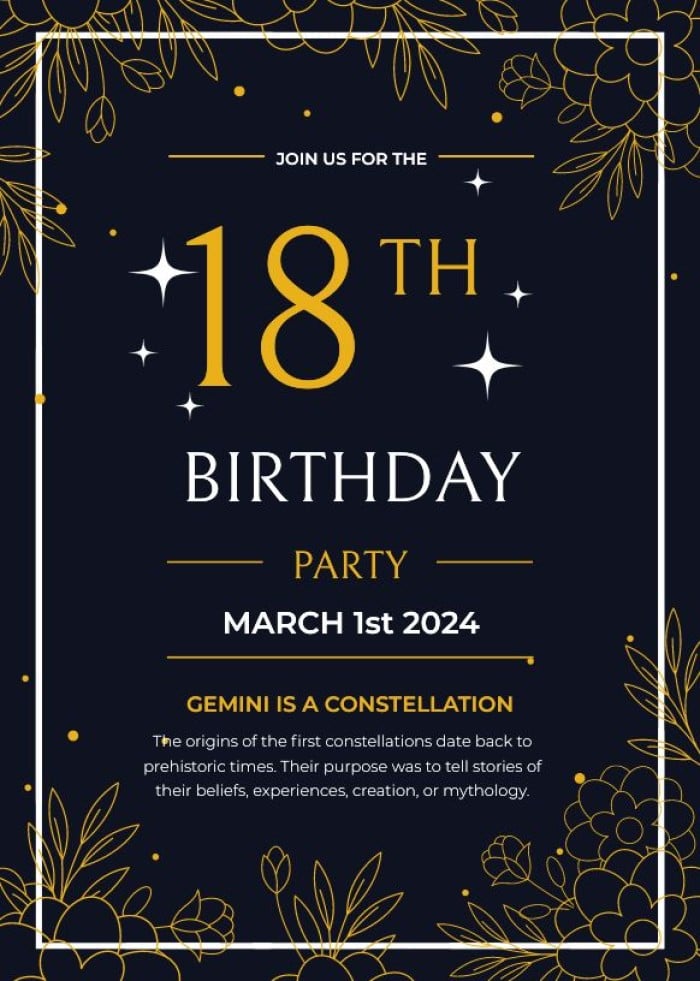 JOIN US FOR THE
18TH
BIRTHDAY
PARTY
MARCH 1st 2024
GEMINI IS A CONSTELLATION
The origins of the first constellations date back to
prehistoric times. Their purpose was to tell stories of
their beliefs, experiences, creation, or mythology.